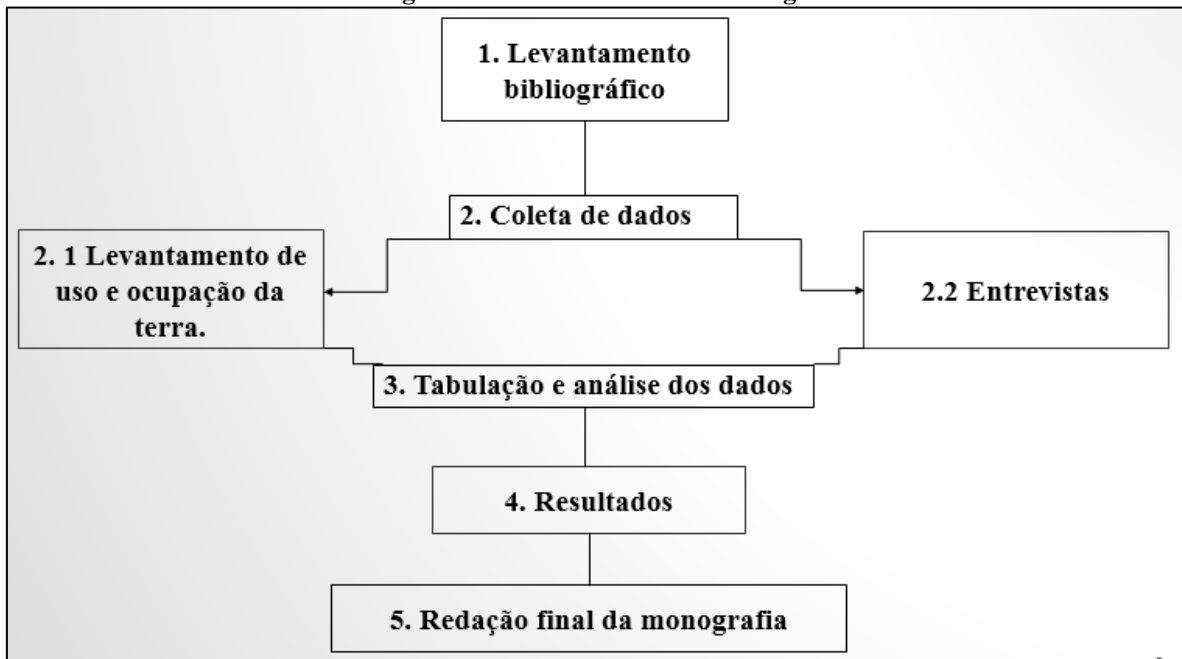 1. Levantamento
bibliográfico
2. Coleta de dados
2. 1 Levantamento de
uso e ocupação da
terra.
2.2 Entrevistas
3. Tabulação e análise dos dados
4. Resultados
5. Redação final da monografia